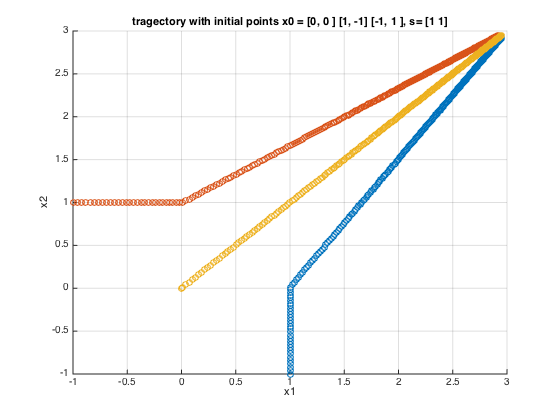 tragectory with initial points x0 = [0, 0 ] [1, -1] [-1, 1 ], s= [1 1]
3
2.5
2
1.5
1
0.5
0
-0.5
-1
x2
-1 -0.5 0 0.5 1 1.5 2 2.5 3
x1